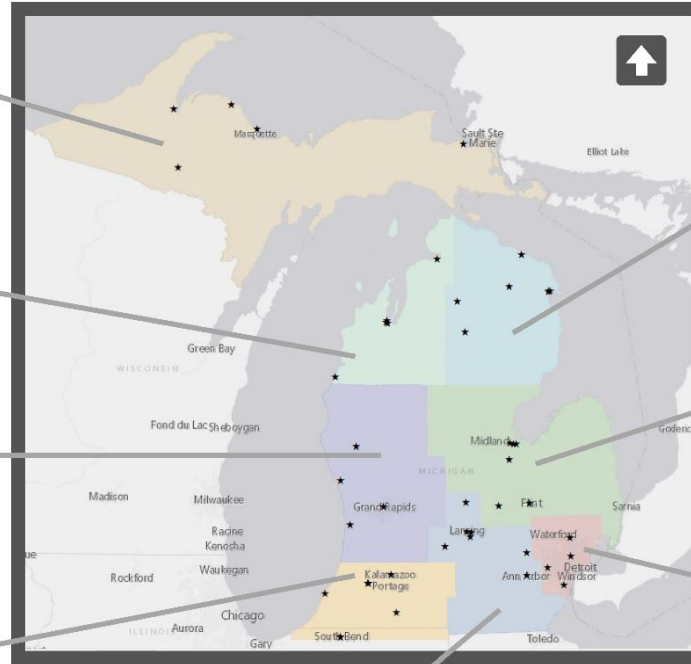 Marquette
Sault Ste
Marie
Elliot Lake
Green Bay
WISCONSIN
Fond du Lac
Sheboygan
Midland
Goderic
MICHIGAN
Madison
Milwaukee
Grand Rapids
Flint
Sarnia
Racine
Kenosha
Lansing
Waterford
ue
Waukegan
Rockford
Kalamazoo
Portage
Ann Arbor
Detroit
Windsor
Chicago
ILLINOIS
Aurora
Gary
South Bend
Toledo